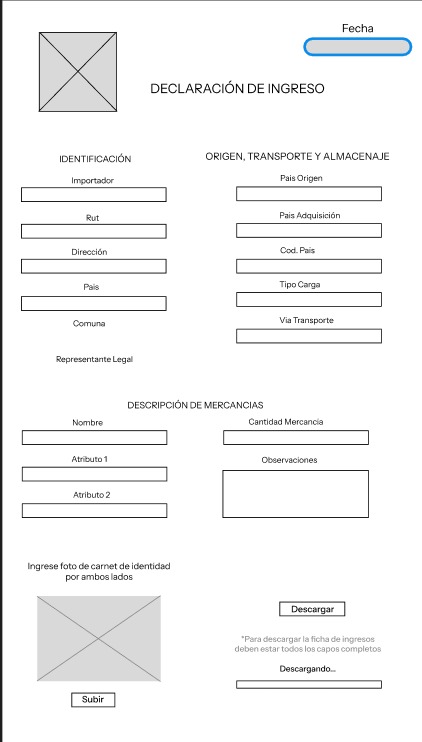 Fecha
DECLARACIÓN DE INGRESO
IDENTIFICACIÓN
Importador
Rut
Dirección
Pais
Comuna
Representante Legal
ORIGEN, TRANSPORTE Y ALMACENAJE
Pais Origen
Pais Adquisición
Cod. Pais
Tipo Carga
Via Transporte
DESCRIPCIÓN DE MERCANCIAS
Nombre
Atributo 1
Atributo 2
Cantidad Mercancia
Observaciones
Ingrese foto de carnet de identidad
por ambos lados
Subir
Descargar
*Para descargar la ficha de ingresos
deben estar todos los capos completos
Descargando...